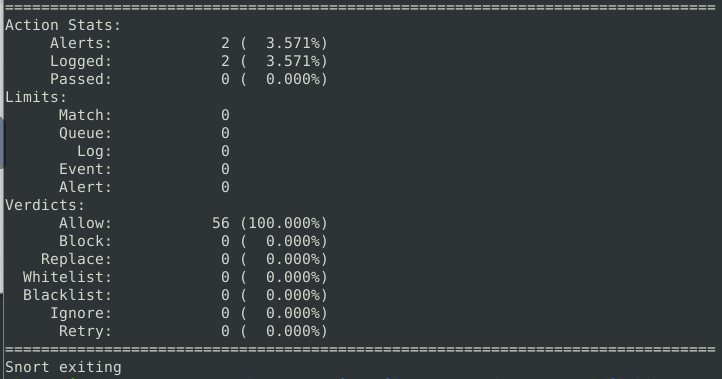 ===============================================================================
Action Stats:
     Alerts:            2 (  3.571%)
     Logged:            2 (  3.571%)
     Passed:            0 (  0.000%)
Limits:
      Match:            0
      Queue:            0
        Log:            0
      Event:            0
      Alert:            0
Verdicts:
      Allow:           56 (100.000%)
      Block:            0 (  0.000%)
    Replace:            0 (  0.000%)
  Whitelist:            0 (  0.000%)
  Blacklist:            0 (  0.000%)
     Ignore:            0 (  0.000%)
      Retry:            0 (  0.000%)
===============================================================================
Snort exiting